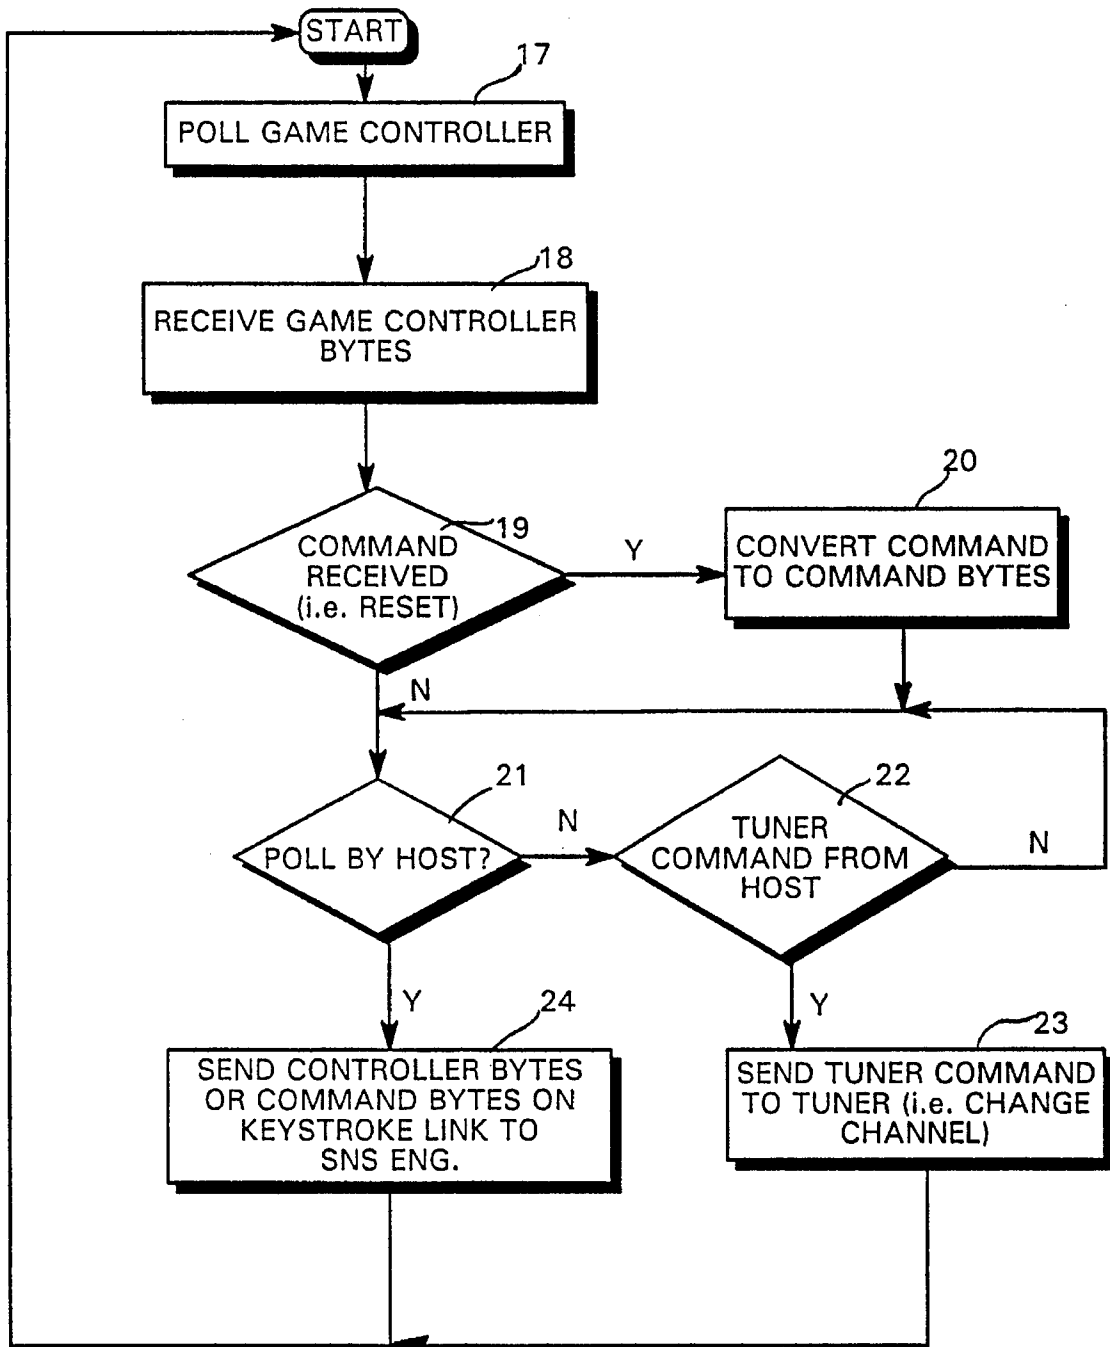 START
17
POLL GAME CONTROLLER
18
RECEIVE GAME CONTROLLER
BYTES
19
COMMAND
RECEIVED
(i.e. RESET)
Y
20
CONVERT COMMAND
TO COMMAND BYTES
N
21
POLL BY HOST?
N
22
TUNER
COMMAND FROM
HOST
N
Y
24
SEND CONTROLLER BYTES
OR COMMAND BYTES ON
KEYSTROKE LINK TO
SNS ENG.
Y
23
SEND TUNER COMMAND
TO TUNER (i.e. CHANGE
CHANNEL)